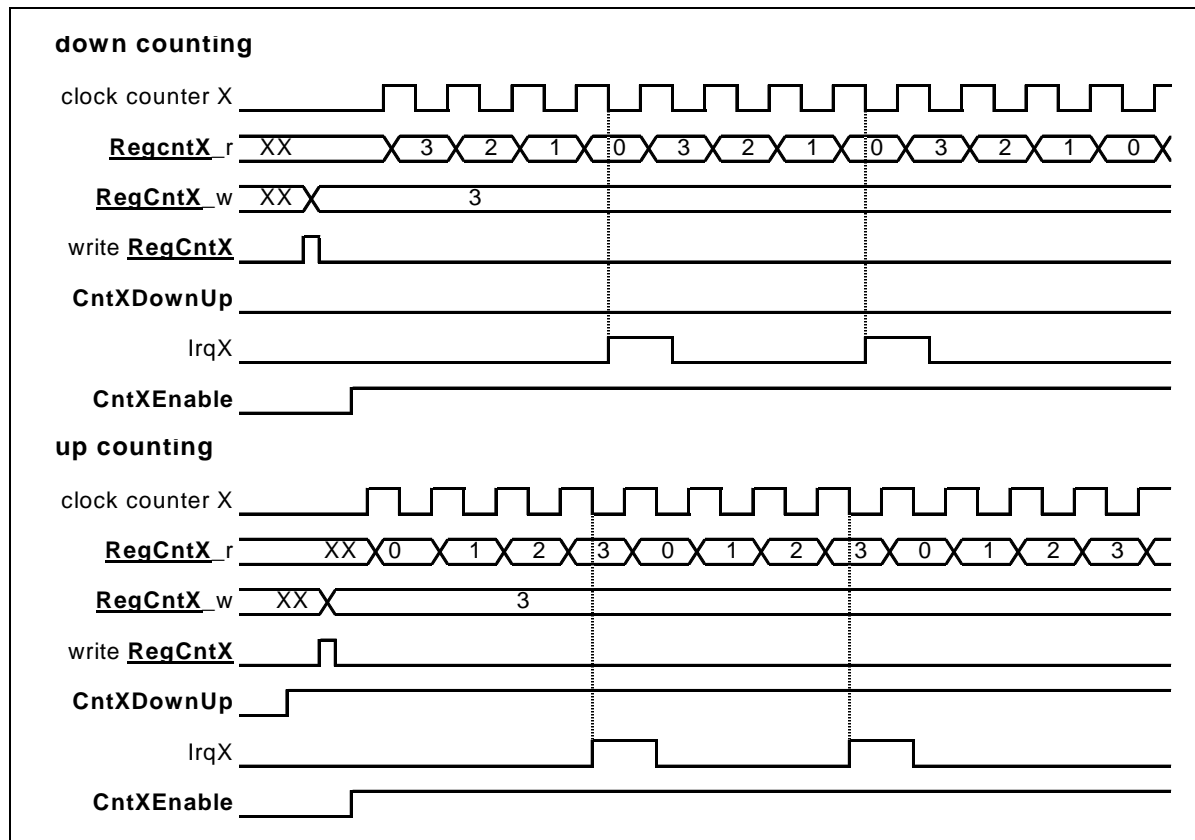 down counting
clock counter X
RegcntX_r XX 3 2 1 0 3 2 1 0 3 2 1 0
RegCntX_w XX 3
write RegCntX
CntXDownUp
IrqX
CntXEnable
up counting
clock counter X
RegCntX_r XX 0 1 2 3 0 1 2 3 0 1 2 3
RegCntX_w XX 3
write RegCntX
CntXDownUp
IrqX
CntXEnable